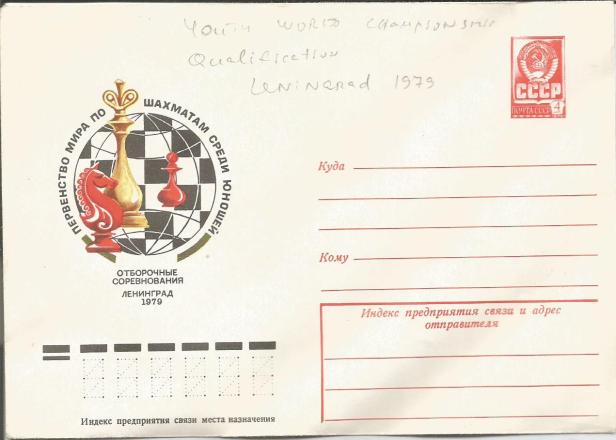 Youth World Championship
Qualification
Leningrad 1979
СССР
ПОЧТА СССР 4
ПЕРВЕНСТВО МИРА ПО ШАХМАТАМ СРЕДИ ЮНОШЕЙ
ОТБОРОЧНЫЕ
СОРЕВНОВАНИЯ
ЛЕНИНГРАД
1979
Куда
Кому
Индекс предприятия связи и адрес
отправителя
Индекс предприятия связи места назначения